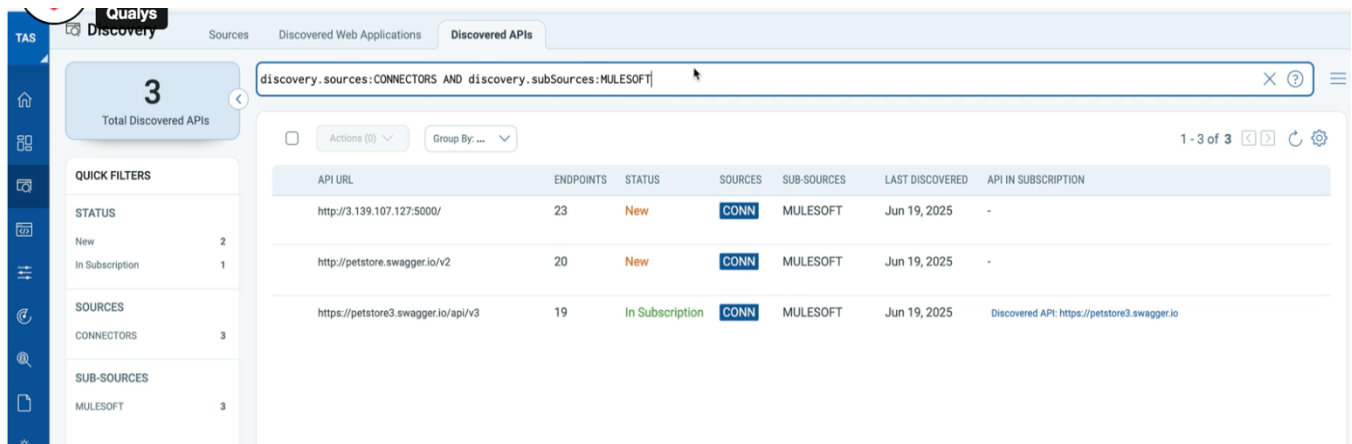 Qualys
TAS
Discovery
Sources
Discovered Web Applications
Discovered APIs
3
Total Discovered APIs
discovery.sources:CONNECTORS AND discovery.subSources:MULESOFT
Actions (0)
Group By: ...
1 - 3 of 3
QUICK FILTERS
STATUS
New 2
In Subscription 1
SOURCES
CONNECTORS 3
SUB-SOURCES
MULESOFT 3
API URL ENDPOINTS STATUS SOURCES SUB-SOURCES LAST DISCOVERED API IN SUBSCRIPTION
http://3.139.107.127:5000/ 23 New CONN MULESOFT Jun 19, 2025 -
http://petstore.swagger.io/v2 20 New CONN MULESOFT Jun 19, 2025 -
https://petstore3.swagger.io/api/v3 19 In Subscription CONN MULESOFT Jun 19, 2025 Discovered API: https://petstore3.swagger.io